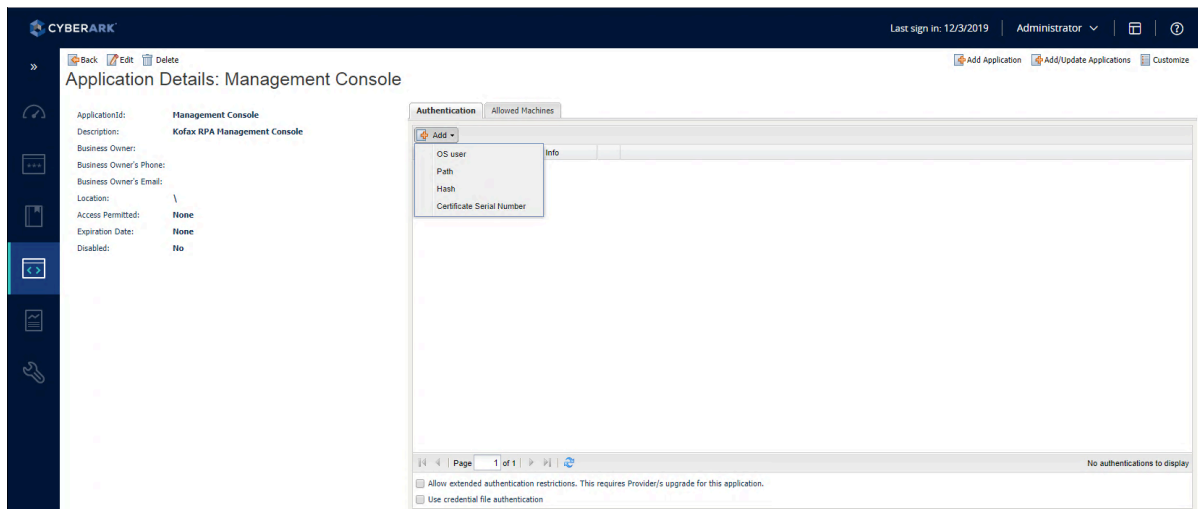 CYBERARK
Last sign in: 12/3/2019
Administrator
Back Edit Delete
Add Application Add/Update Applications Customize
Application Details: Management Console
ApplicationId: Management Console
Description: Kofax RPA Management Console
Business Owner:
Business Owner's Phone:
Business Owner's Email:
Location: \
Access Permitted: None
Expiration Date: None
Disabled: No
Authentication Allowed Machines
Add
Info
OS user
Path
Hash
Certificate Serial Number
Page 1 of 1
No authentications to display
Allow extended authentication restrictions. This requires Provider/s upgrade for this application.
Use credential file authentication